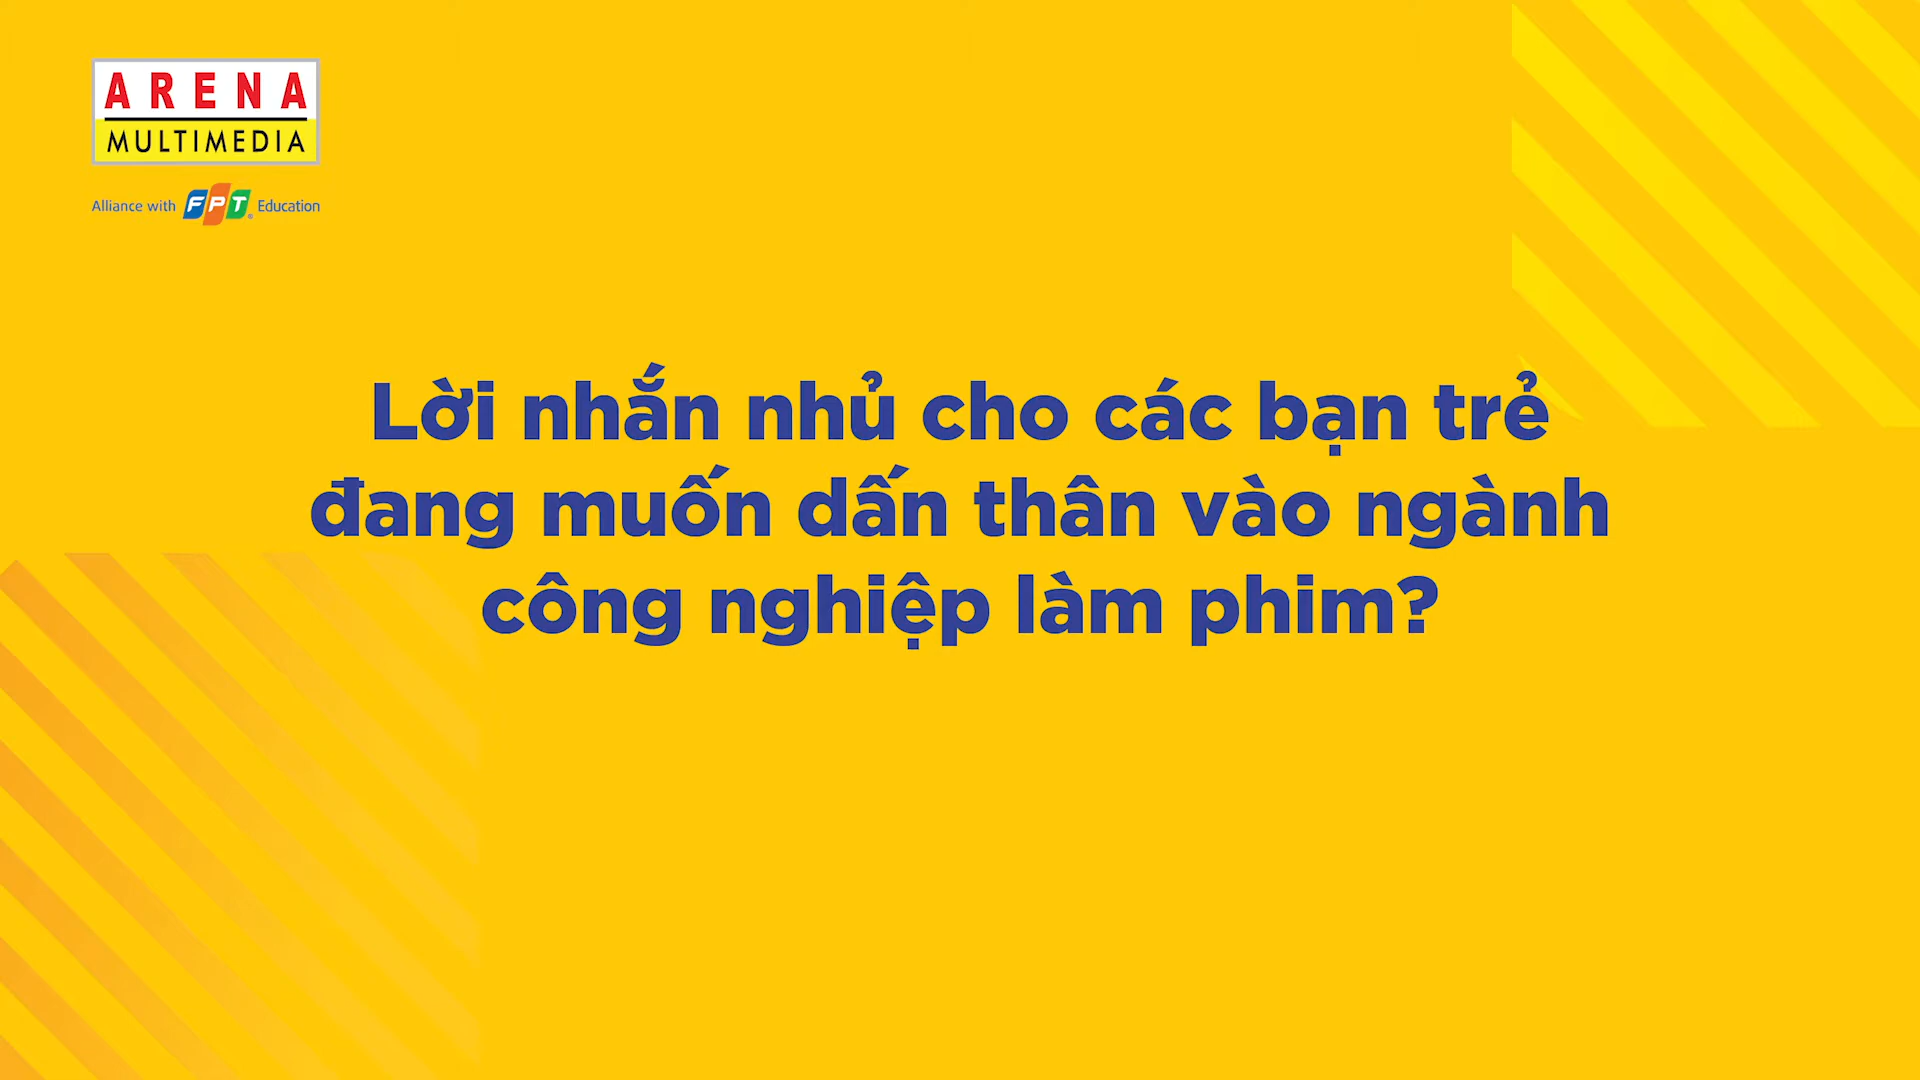 ARENA
MULTIMEDIA
Alliance with FPT Education
Lời nhắn nhủ cho các bạn trẻ
đang muốn dấn thân vào ngành
công nghiệp làm phim?